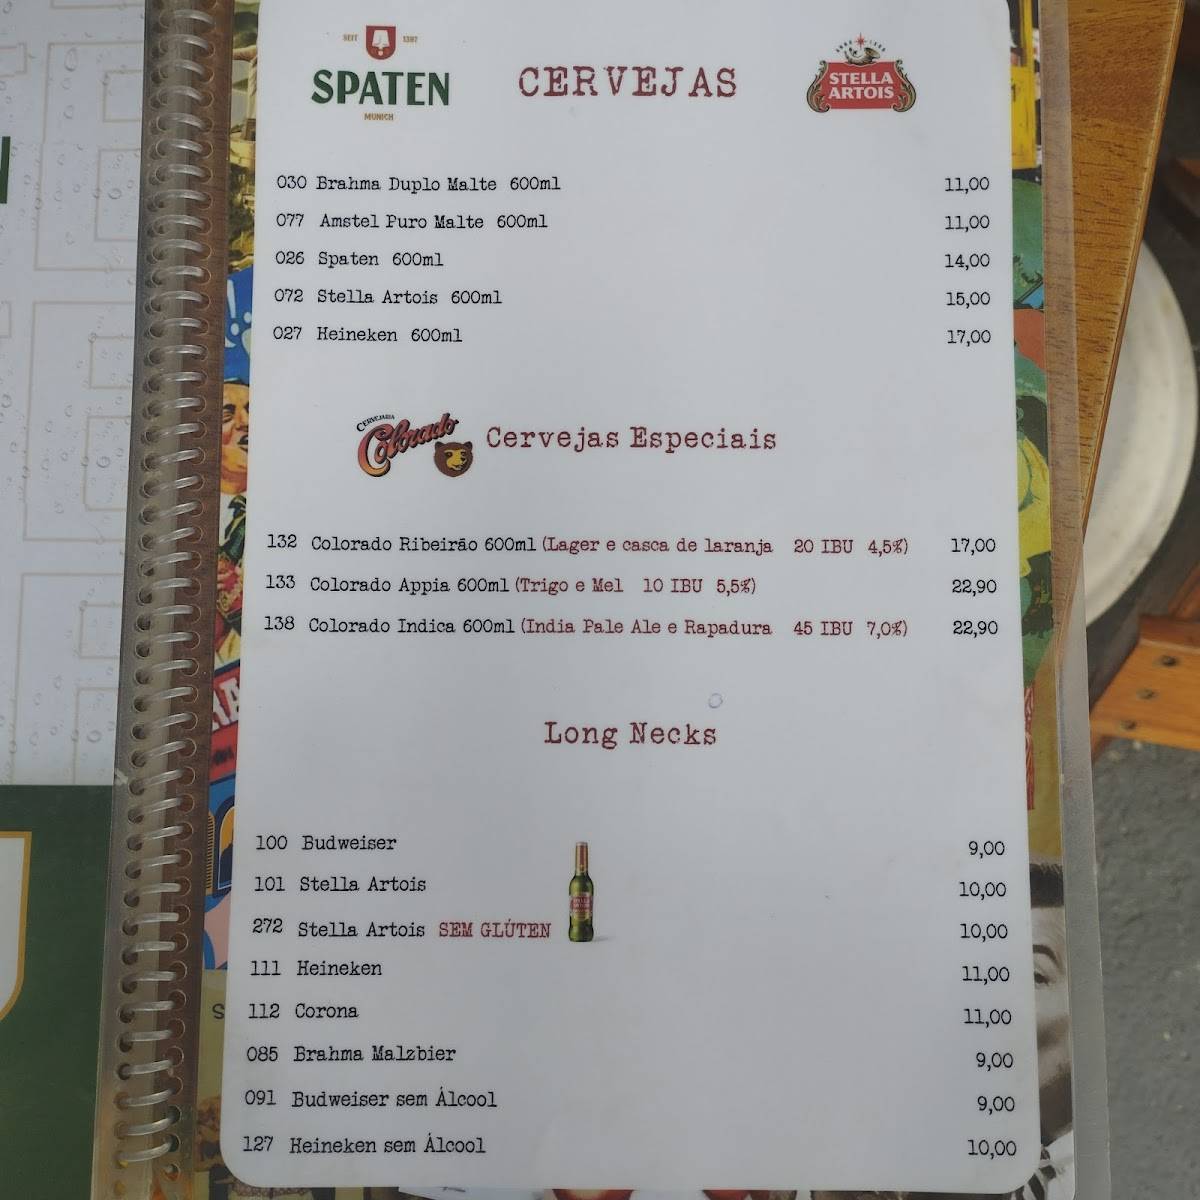 SEIT 1397
SPATEN
MUNICH
CERVEJAS
STELLA
ARTOIS
030 Brahma Duplo Malte 600ml 11,00
077 Amstel Puro Malte 600ml 11,00
026 Spaten 600ml 14,00
072 Stella Artois 600ml 15,00
027 Heineken 600ml 17,00
CERVEJARIA
Colorado
Cervejas Especiais
132 Colorado Ribeirão 600ml (Lager e casca de laranja 20 IBU 4,5%) 17,00
133 Colorado Appia 600ml (Trigo e Mel 10 IBU 5,5%) 22,90
138 Colorado Indica 600ml (India Pale Ale e Rapadura 45 IBU 7,0%) 22,90
Long Necks
100 Budweiser 9,00
101 Stella Artois 10,00
272 Stella Artois SEM GLÚTEN 10,00
111 Heineken 11,00
112 Corona 11,00
085 Brahma Malzbier 9,00
091 Budweiser sem Álcool 9,00
127 Heineken sem Álcool 10,00